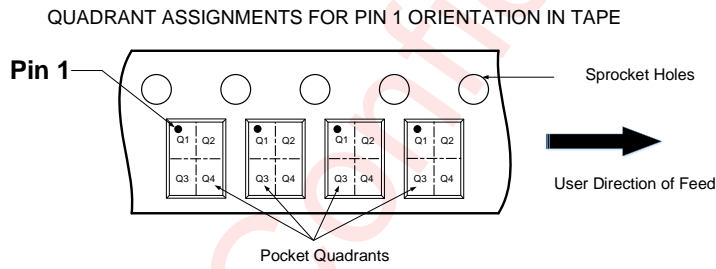 QUADRANT ASSIGNMENTS FOR PIN 1 ORIENTATION IN TAPE
Pin 1
Sprocket Holes
Q1 Q2 Q1 Q2 Q1 Q2 Q1 Q2
Q3 Q4 Q3 Q4 Q3 Q4 Q3 Q4
User Direction of Feed
Pocket Quadrants
Confi